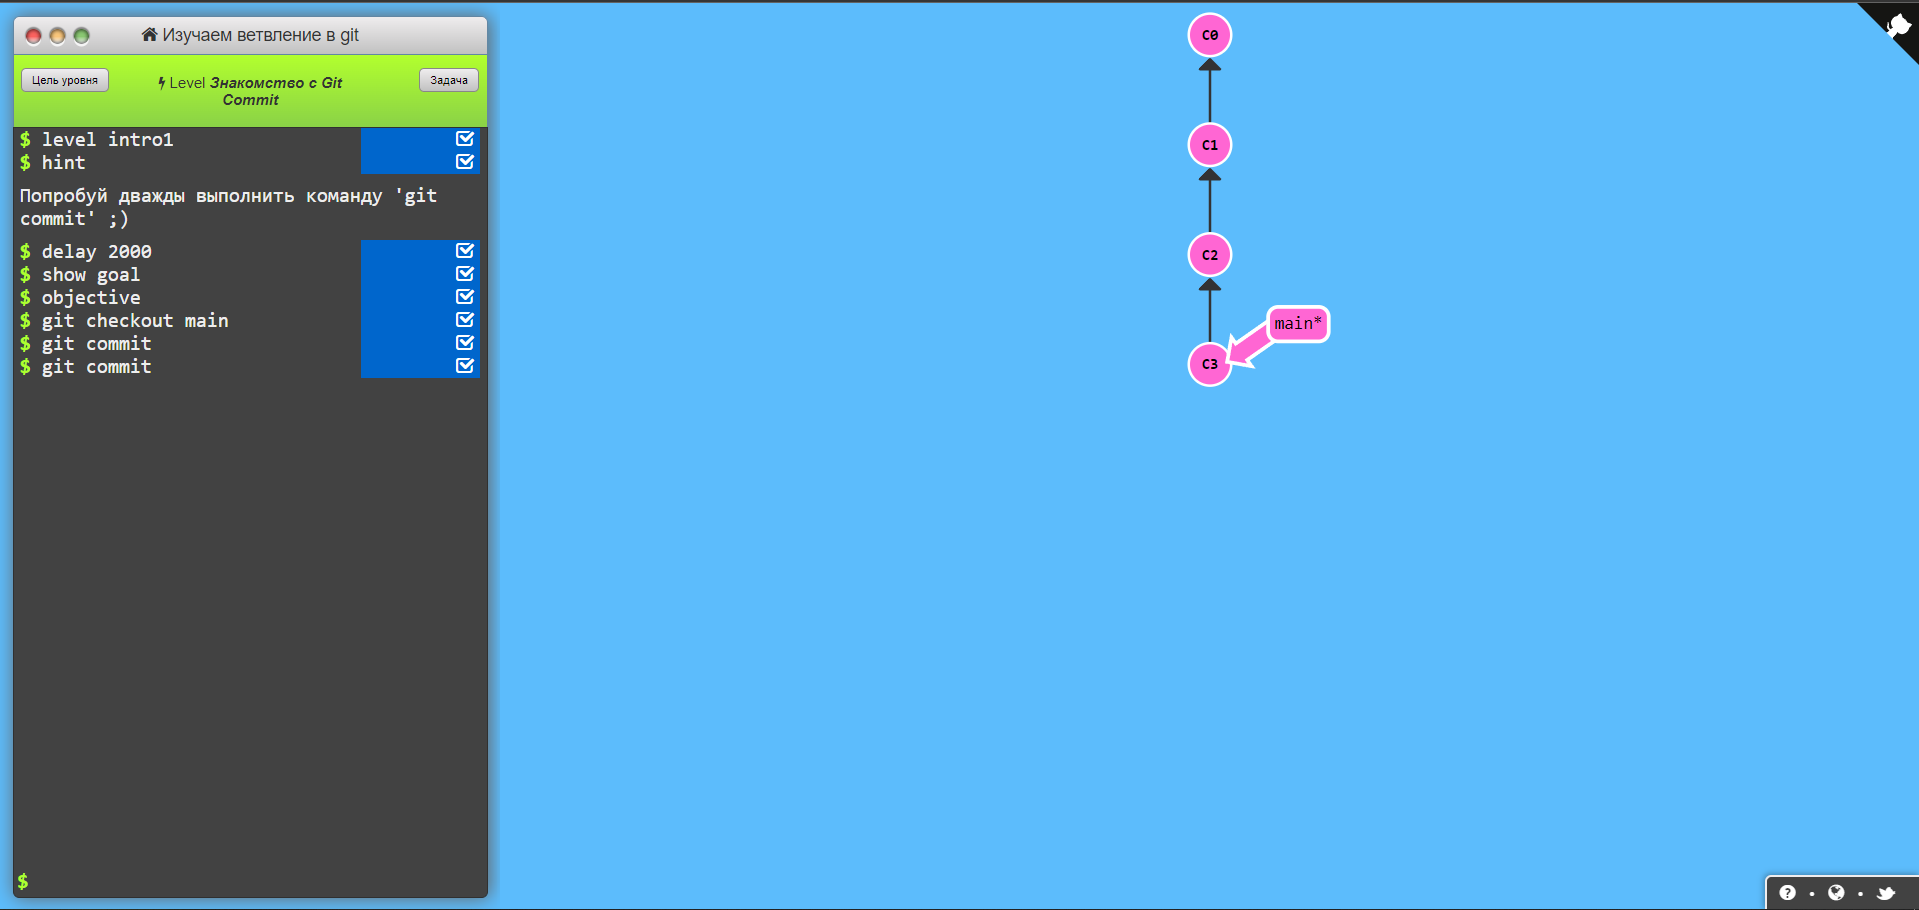 Изучаем ветвление в git
Цель уровня
Level Знакомство с Git
Commit
Задача
$ level intro1
$ hint
Попробуй дважды выполнить команду 'git
commit' ;)
$ delay 2000
$ show goal
$ objective
$ git checkout main
$ git commit
$ git commit
$
C0
C1
C2
main*
C3
?